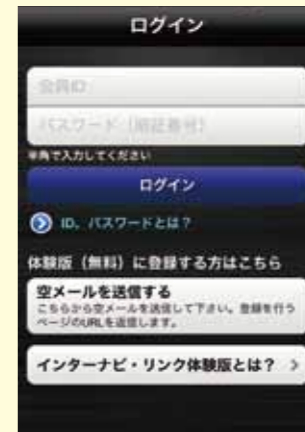 ログイン
会員ID
パスワード（暗証番号）
半角で入力してください
ログイン
ID、パスワードとは？
体験版（無料）に登録する方はこちら
空メールを送信する
こちらから空メールを送信して下さい。登録を行う
ページのURLを返信します。
インターナビ・リンク体験版とは？